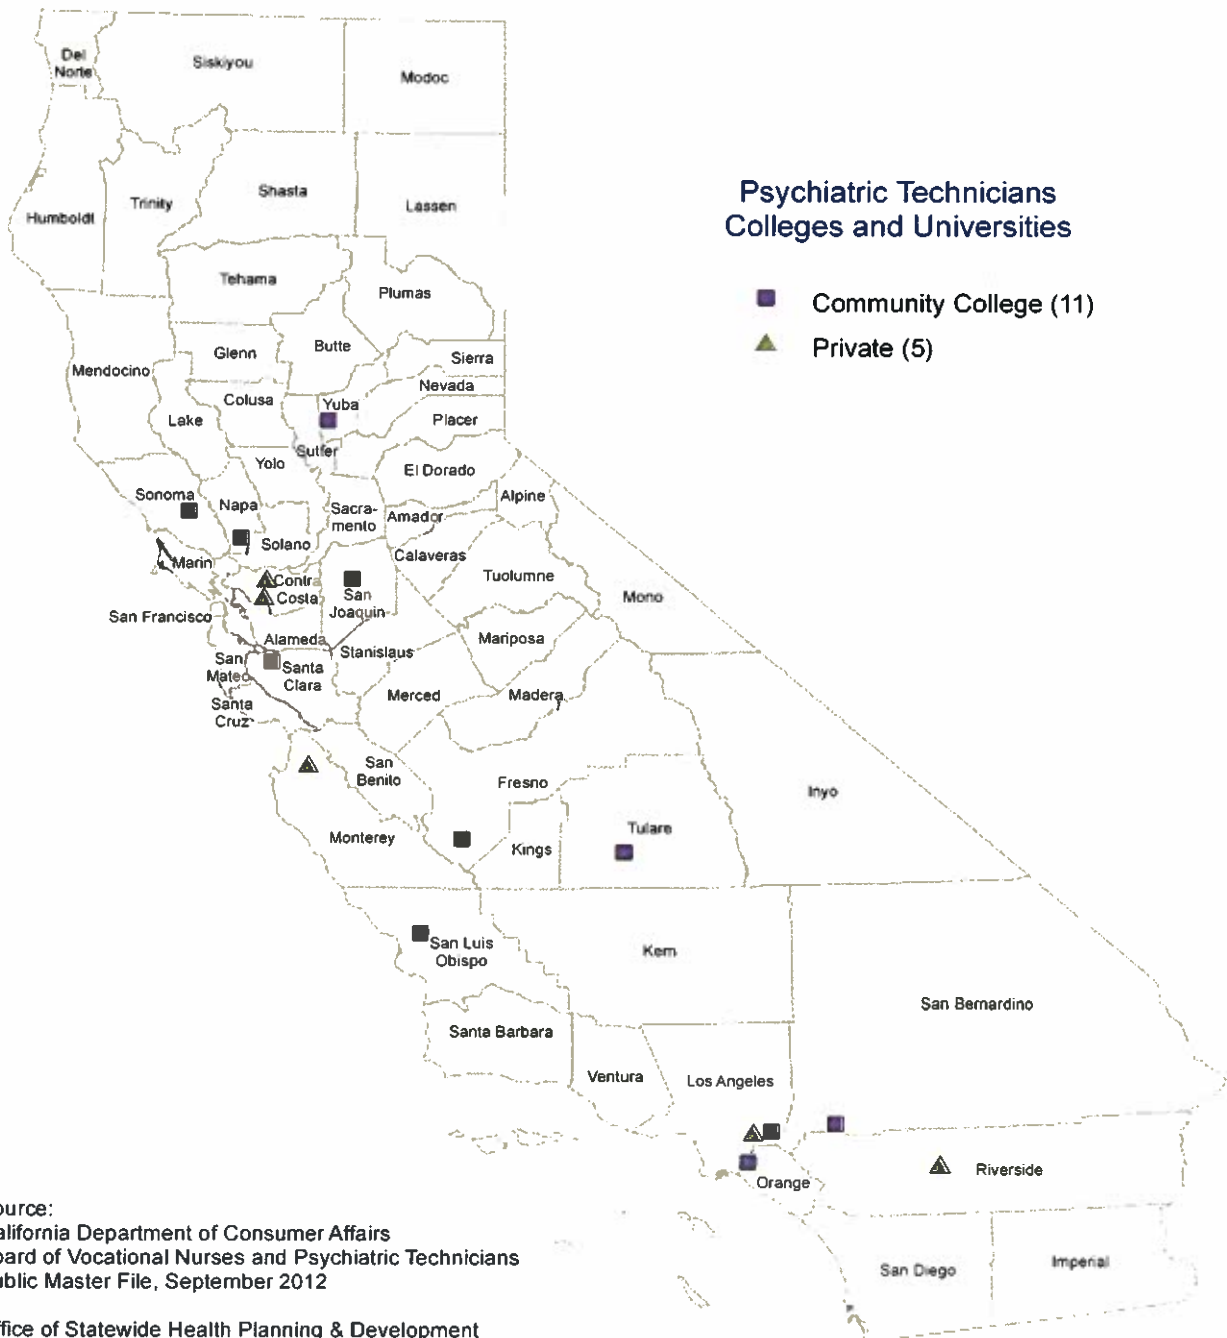 Del
Norte
Siskiyou
Modoc
Humboldt
Trinity
Shasta
Lassen
Psychiatric Technicians
Colleges and Universities
Community College (11)
Private (5)
Tehama
Plumas
Mendocino
Glenn
Butte
Sierra
Nevada
Lake
Colusa
Yuba
Placer
Sutter
Yolo
El Dorado
Sonoma
Napa
Sacra-
mento
Amador
Alpine
Solano
Marin
Calaveras
Contra
Costa
San
Joaquin
Tuolumne
Mono
San Francisco
Alameda
Stanislaus
Mariposa
San
Mateo
Santa
Clara
Merced
Madera
Santa
Cruz
San
Benito
Fresno
Inyo
Monterey
Kings
Tulare
San Luis
Obispo
Kern
San Bernardino
Santa Barbara
Ventura
Los Angeles
Orange
Riverside
San Diego
Imperial
ource:
alifornia Department of Consumer Affairs
oard of Vocational Nurses and Psychiatric Technicians
ublic Master File, September 2012
ffice of Statewide Health Planning & Development